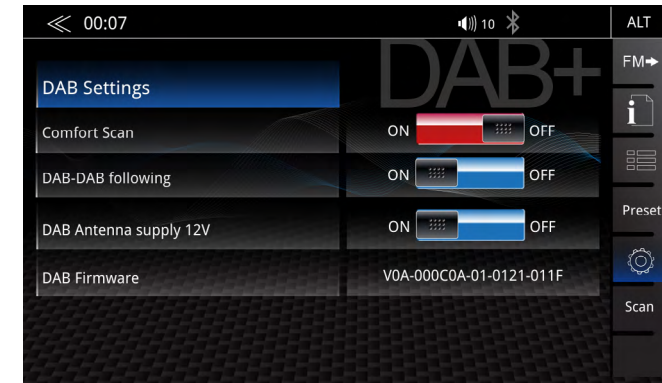 00:07
10
ALT
DAB+
FM
DAB Settings
Comfort Scan
ON OFF
DAB-DAB following
ON OFF
Preset
DAB Antenna supply 12V
ON OFF
DAB Firmware
V0A-000C0A-01-0121-011F
Scan